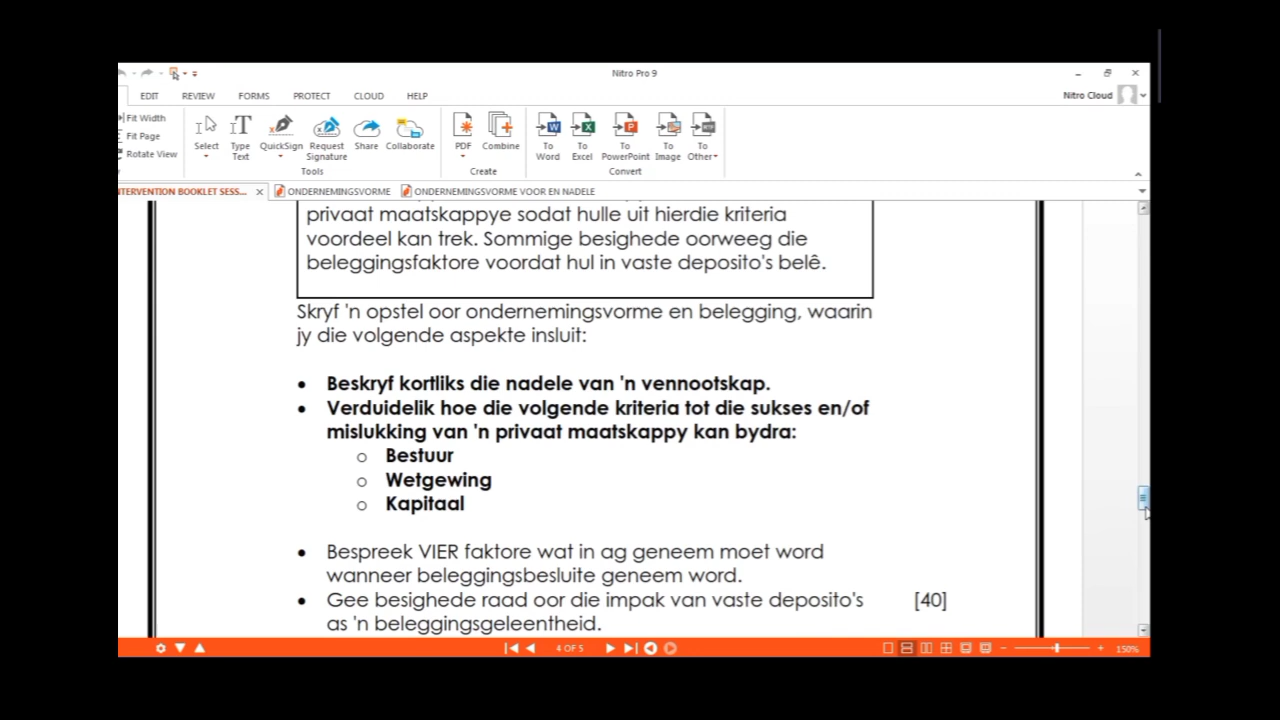 Nitro Pro 9
EDIT REVIEW FORMS PROTECT CLOUD HELP
Nitro Cloud
Fit Width
Fit Page
Rotate View
Select
Type Text
QuickSign
Request Signature
Share
Collaborate
Tools
PDF
Combine
Create
To Word
To Excel
To PowerPoint
To Image
To Other
Convert
NTERVENTION BOOKLET SESS... ONDERNEMINGSVORME ONDERNEMINGSVORME VOOR EN NADELE
privaat maatskappye sodat hulle uit hierdie kriteria
voordeel kan trek. Sommige besighede oorweeg die
beleggingsfaktore voordat hul in vaste deposito's belê.
Skryf 'n opstel oor ondernemingsvorme en belegging, waarin
jy die volgende aspekte insluit:
• Beskryf kortliks die nadele van 'n vennootskap.
• Verduidelik hoe die volgende kriteria tot die sukses en/of
mislukking van 'n privaat maatskappy kan bydra:
o Bestuur
o Wetgewing
o Kapitaal
• Bespreek VIER faktore wat in ag geneem moet word
wanneer beleggingsbesluite geneem word.
• Gee besighede raad oor die impak van vaste deposito's [40]
as 'n beleggingsgeleentheid.
4 OF 5
150%